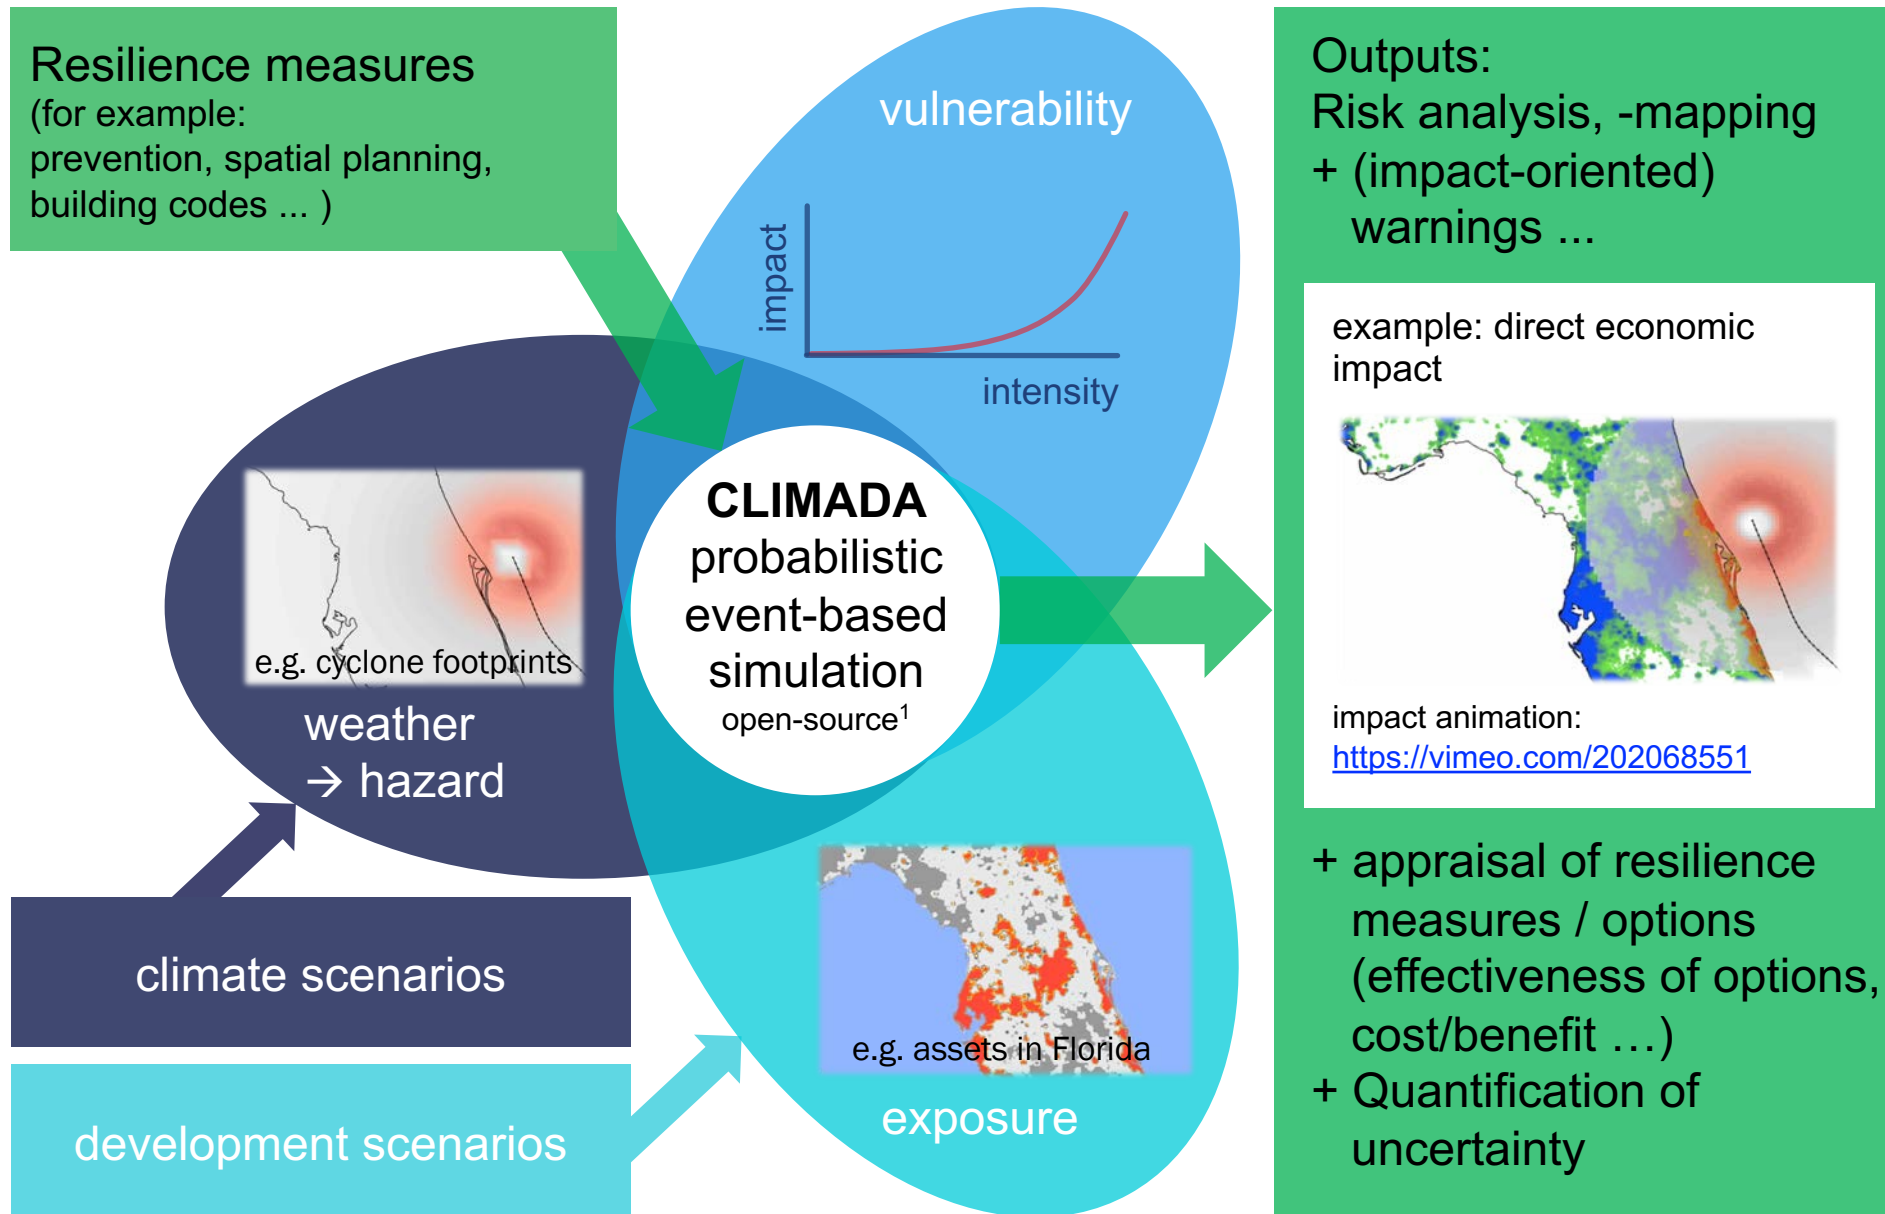 Resilience measures
(for example:
prevention, spatial planning,
building codes ... )
vulnerability
impact
intensity
CLIMADA
probabilistic
event-based
simulation
open-source¹
e.g. cyclone footprints
weather
→ hazard
climate scenarios
development scenarios
e.g. assets in Florida
exposure
Outputs:
Risk analysis, -mapping
+ (impact-oriented)
warnings ...
example: direct economic
impact
impact animation:
https://vimeo.com/202068551
+ appraisal of resilience
measures / options
(effectiveness of options,
cost/benefit …)
+ Quantification of
uncertainty